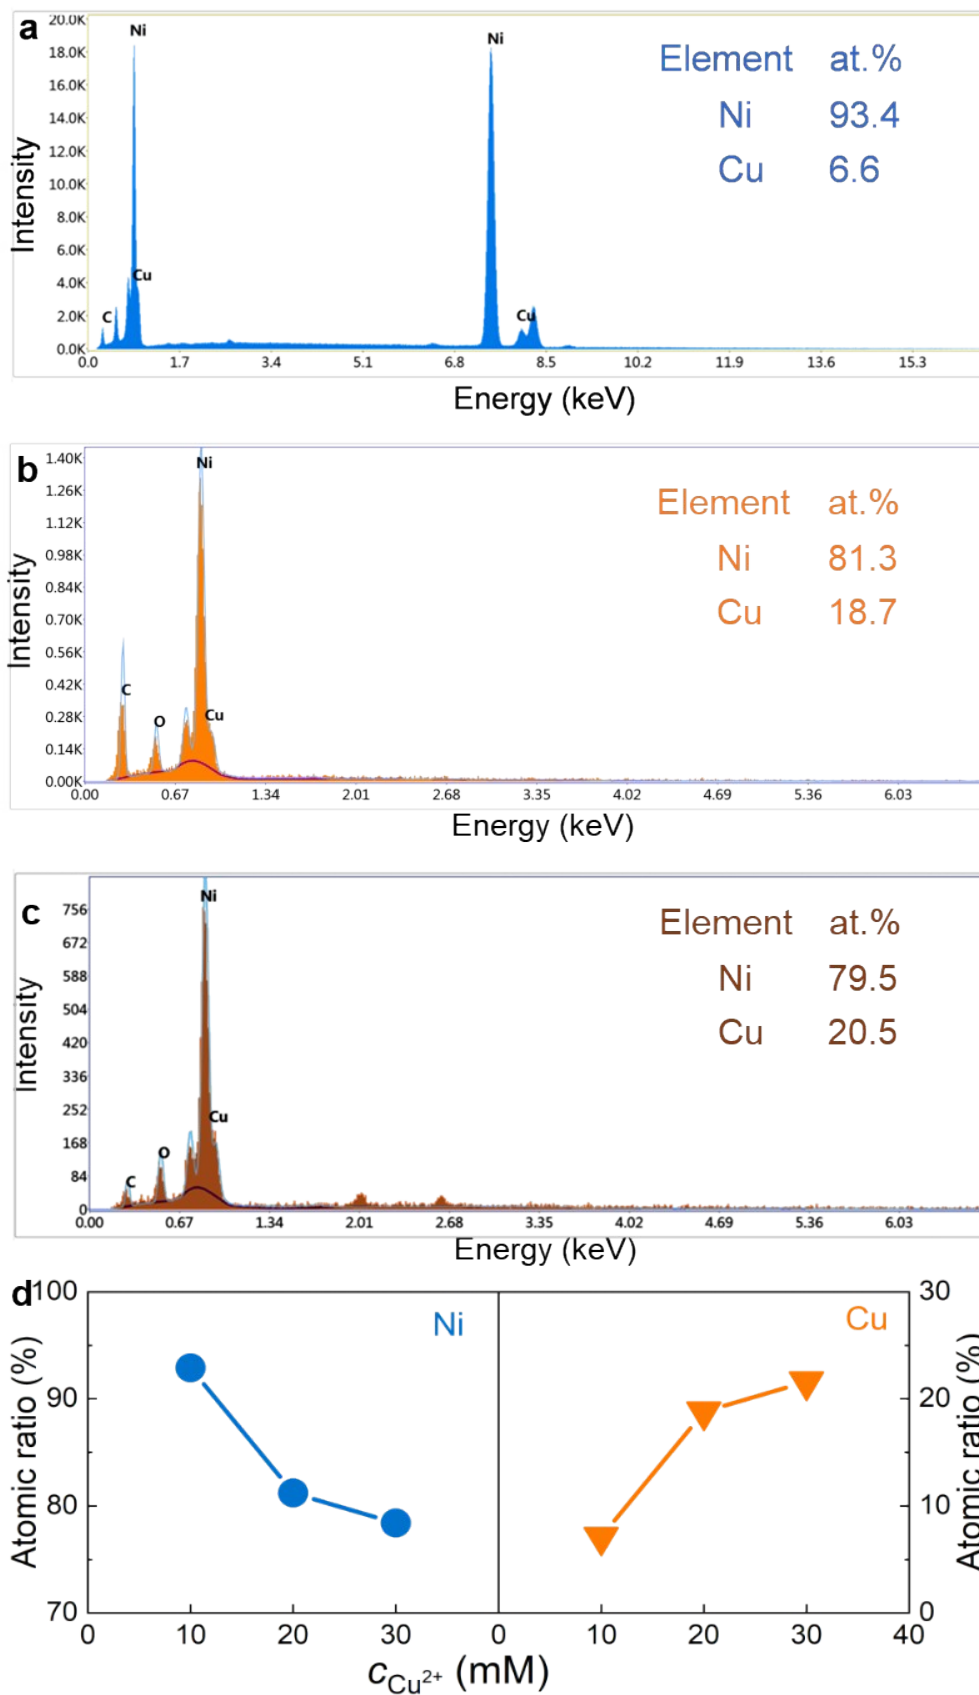 a
20.0K
18.0K
16.0K
14.0K
12.0K
10.0K
8.0K
6.0K
4.0K
2.0K
0.0K
Intensity
Ni
Cu
C
Ni
Cu
Element at.%
Ni 93.4
Cu 6.6
0.0 1.7 3.4 5.1 6.8 8.5 10.2 11.9 13.6 15.3
Energy (keV)
b
1.40K
1.26K
1.12K
0.98K
0.84K
0.70K
0.56K
0.42K
0.28K
0.14K
0.00K
Intensity
Ni
C
O
Cu
Element at.%
Ni 81.3
Cu 18.7
0.00 0.67 1.34 2.01 2.68 3.35 4.02 4.69 5.36 6.03
Energy (keV)
c
756
672
588
504
420
336
252
168
84
0
Intensity
Ni
Cu
O
C
Element at.%
Ni 79.5
Cu 20.5
0.00 0.67 1.34 2.01 2.68 3.35 4.02 4.69 5.36 6.03
Energy (keV)
d
100
90
80
70
Atomic ratio (%)
Ni
Cu
30
20
10
0
Atomic ratio (%)
0 10 20 30 0 10 20 30 40
c_Cu²⁺ (mM)